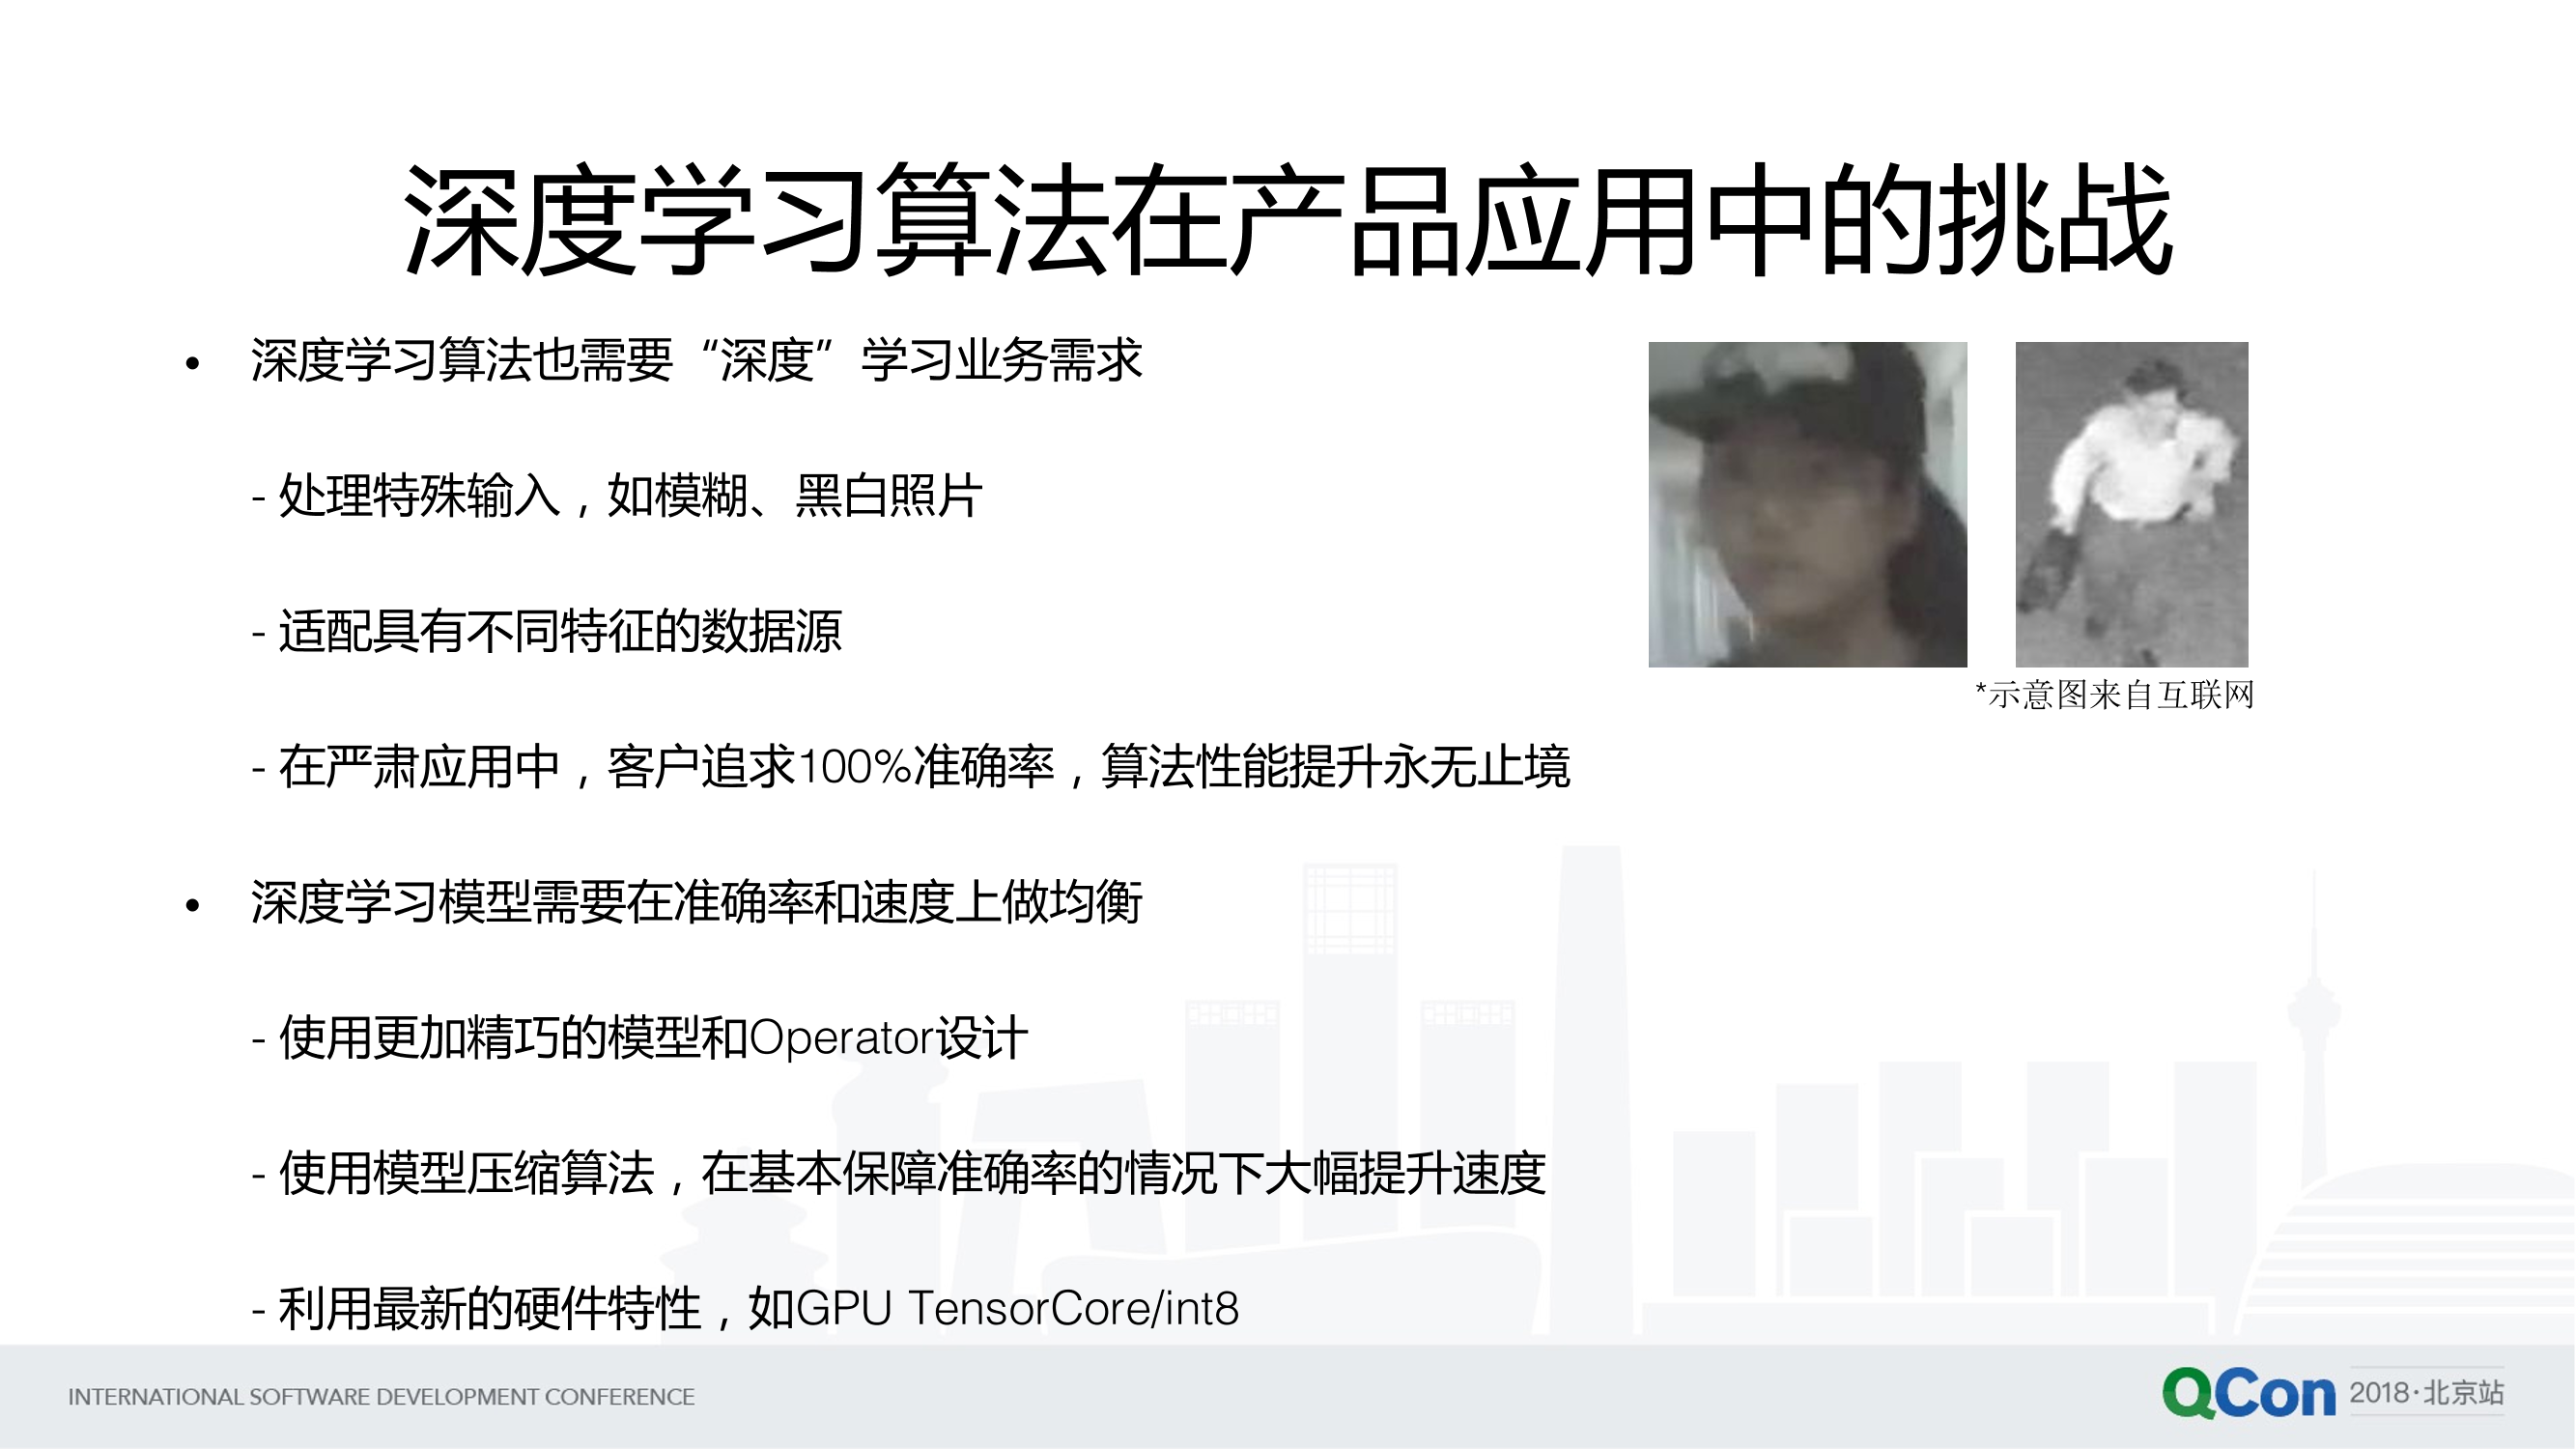 深度学习算法在产品应用中的挑战
• 深度学习算法也需要“深度”学习业务需求
- 处理特殊输入，如模糊、黑白照片
- 适配具有不同特征的数据源
*示意图来自互联网
- 在严肃应用中，客户追求100%准确率，算法性能提升永无止境
• 深度学习模型需要在准确率和速度上做均衡
- 使用更加精巧的模型和Operator设计
- 使用模型压缩算法，在基本保障准确率的情况下大幅提升速度
- 利用最新的硬件特性，如GPU TensorCore/int8
INTERNATIONAL SOFTWARE DEVELOPMENT CONFERENCE
QCon 2018·北京站